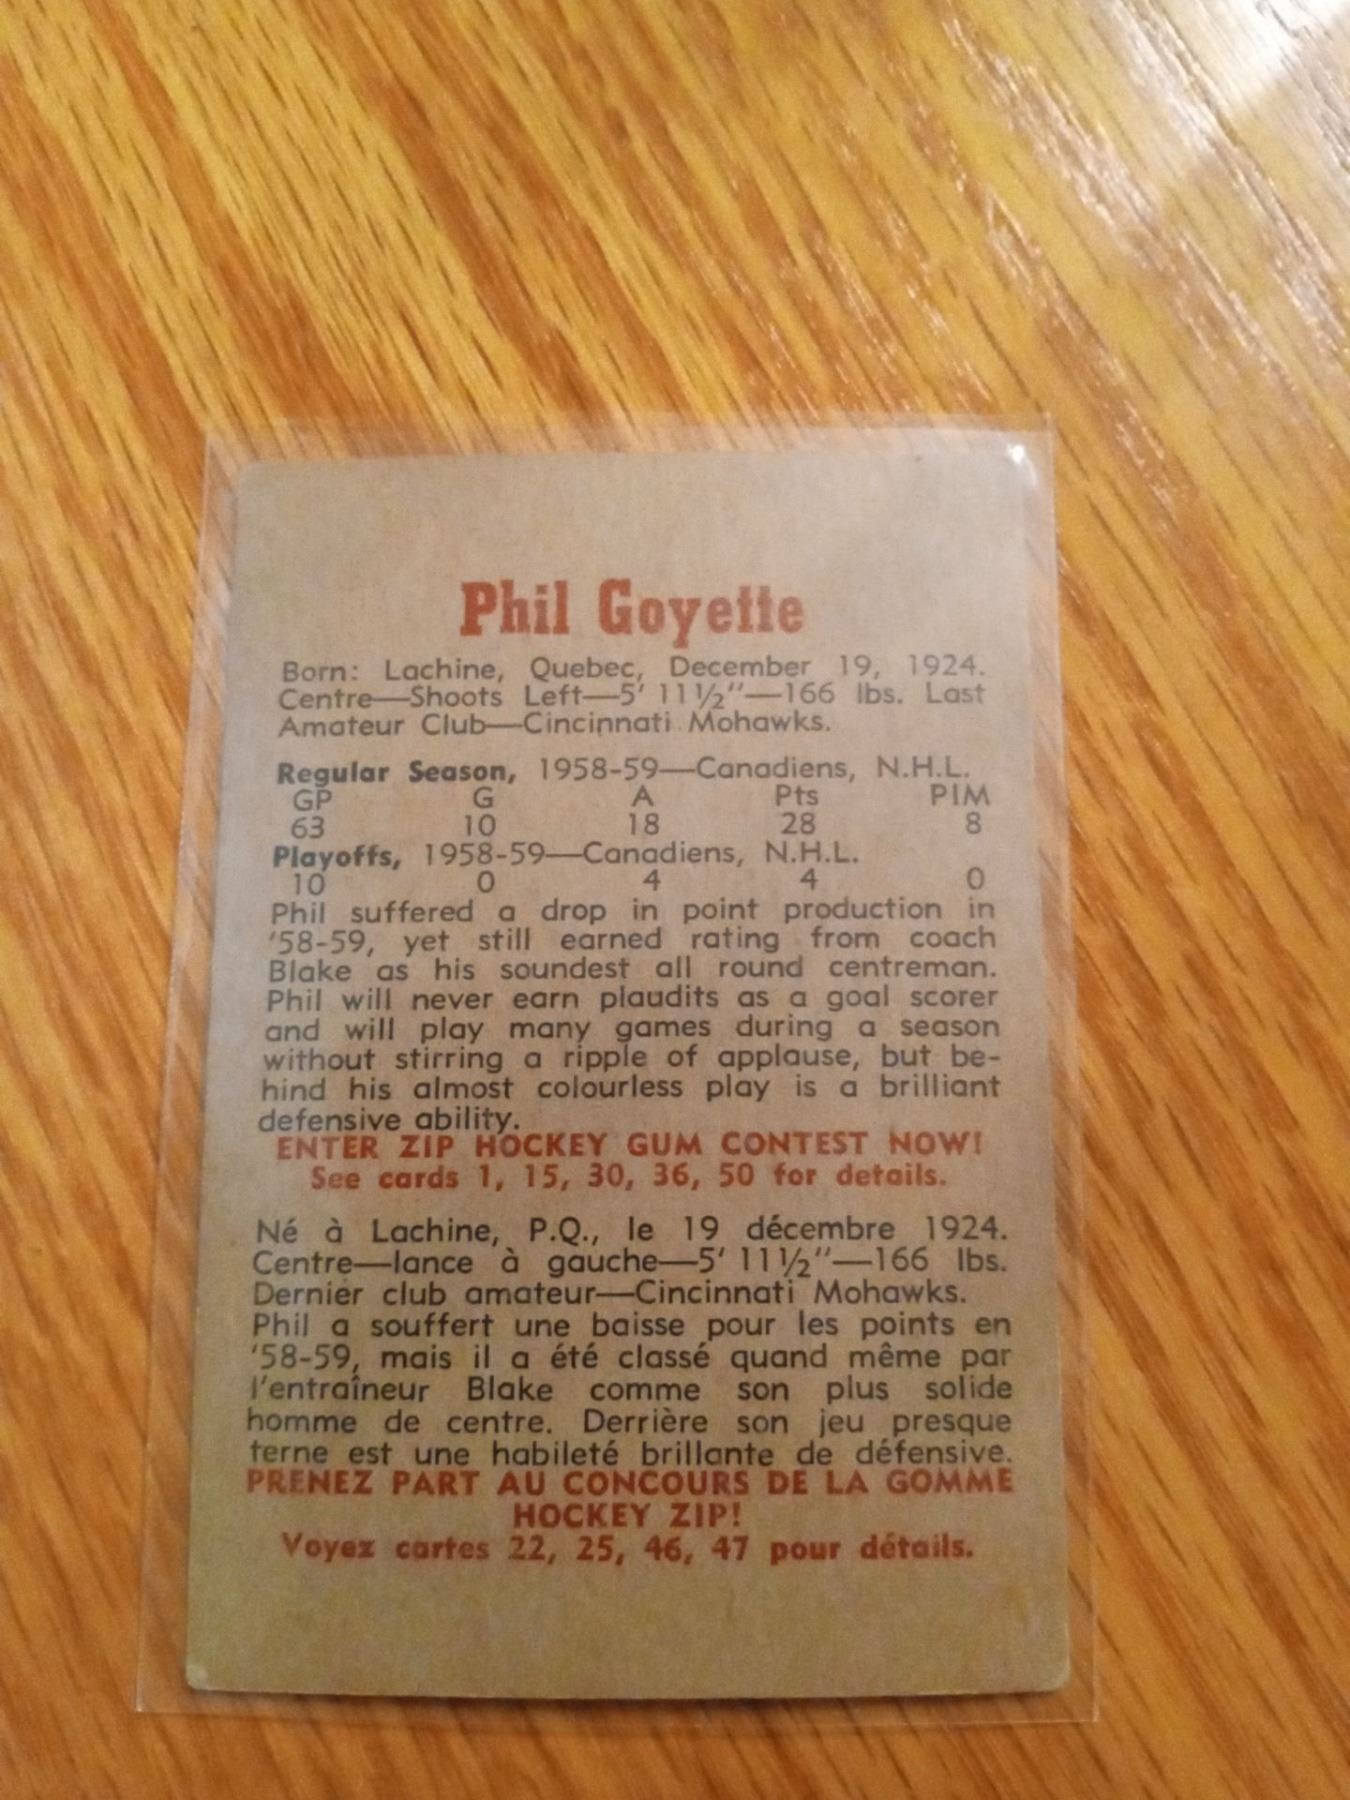 Phil Goyette
Born: Lachine, Quebec, December 19, 1924.
Centre—Shoots Left—5' 11½"—166 lbs. Last
Amateur Club—Cincinnati Mohawks.
Regular Season, 1958-59—Canadiens, N.H.L.
GP G A Pts PIM
63 10 18 28 8
Playoffs, 1958-59—Canadiens, N.H.L.
10 0 4 4 0
Phil suffered a drop in point production in
'58-59, yet still earned rating from coach
Blake as his soundest all round centreman.
Phil will never earn plaudits as a goal scorer
and will play many games during a season
without stirring a ripple of applause, but be-
hind his almost colourless play is a brilliant
defensive ability.
ENTER ZIP HOCKEY GUM CONTEST NOW!
See cards 1, 15, 30, 36, 50 for details.
Né à Lachine, P.Q., le 19 décembre 1924.
Centre—lance à gauche—5' 11½"—166 lbs.
Dernier club amateur—Cincinnati Mohawks.
Phil a souffert une baisse pour les points en
'58-59, mais il a été classé quand même par
l'entraîneur Blake comme son plus solide
homme de centre. Derrière son jeu presque
terne est une habileté brillante de défensive.
PRENEZ PART AU CONCOURS DE LA GOMME
HOCKEY ZIP!
Voyez cartes 22, 25, 46, 47 pour détails.